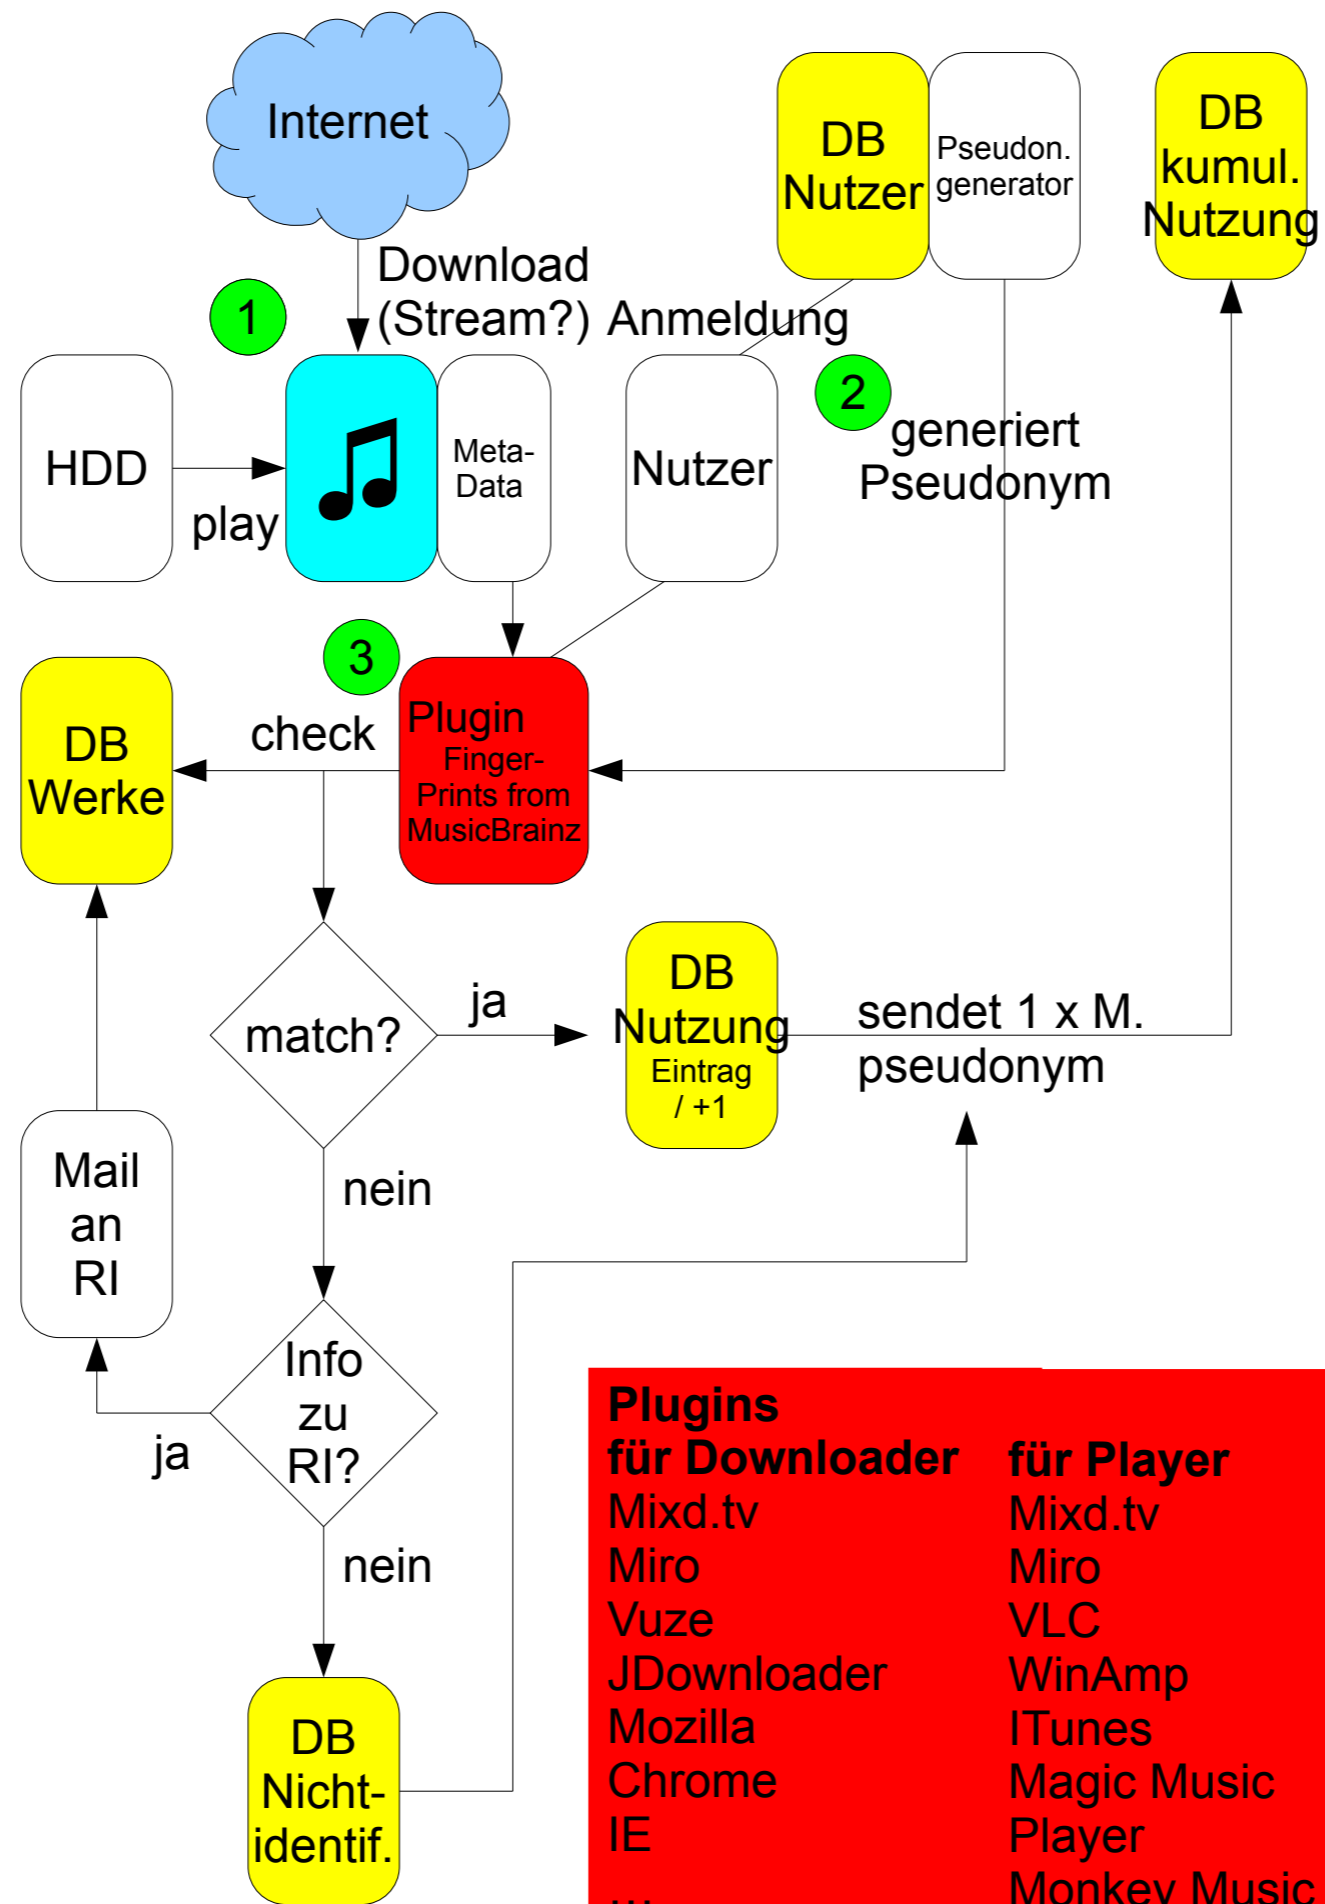 Internet
DB
Nutzer
Pseudon.
generator
DB
kumul.
Nutzung
Download
(Stream?)
Anmeldung
1
2
HDD
play
Meta-
Data
Nutzer
generiert
Pseudonym
3
DB
Werke
check
Plugin
Finger-
Prints from
MusicBrainz
match?
ja
DB
Nutzung
Eintrag
/ +1
sendet 1 x M.
pseudonym
Mail
an
RI
nein
Info
zu
RI?
ja
nein
DB
Nicht-
identif.
Plugins
für Downloader
Mixd.tv
Miro
Vuze
JDownloader
Mozilla
Chrome
IE
...
für Player
Mixd.tv
Miro
VLC
WinAmp
ITunes
Magic Music
Player
Monkey Music